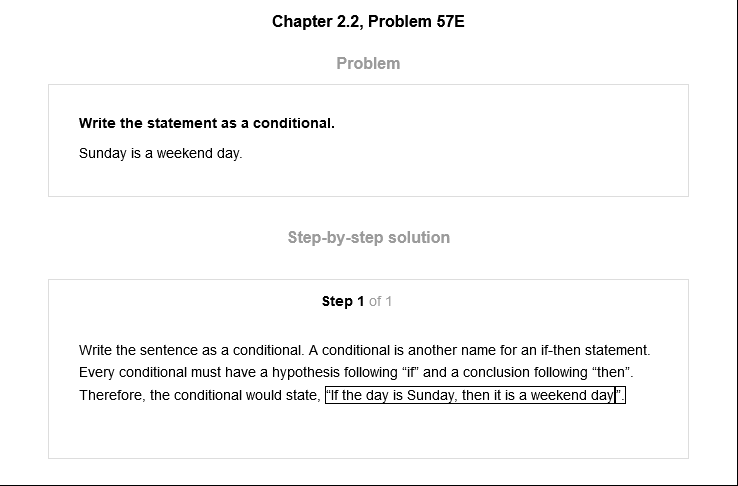 Chapter 2.2, Problem 57E
Problem
Write the statement as a conditional.
Sunday is a weekend day.
Step-by-step solution
Step 1 of 1
Write the sentence as a conditional. A conditional is another name for an if-then statement.
Every conditional must have a hypothesis following “if” and a conclusion following “then”.
Therefore, the conditional would state, “If the day is Sunday, then it is a weekend day”.